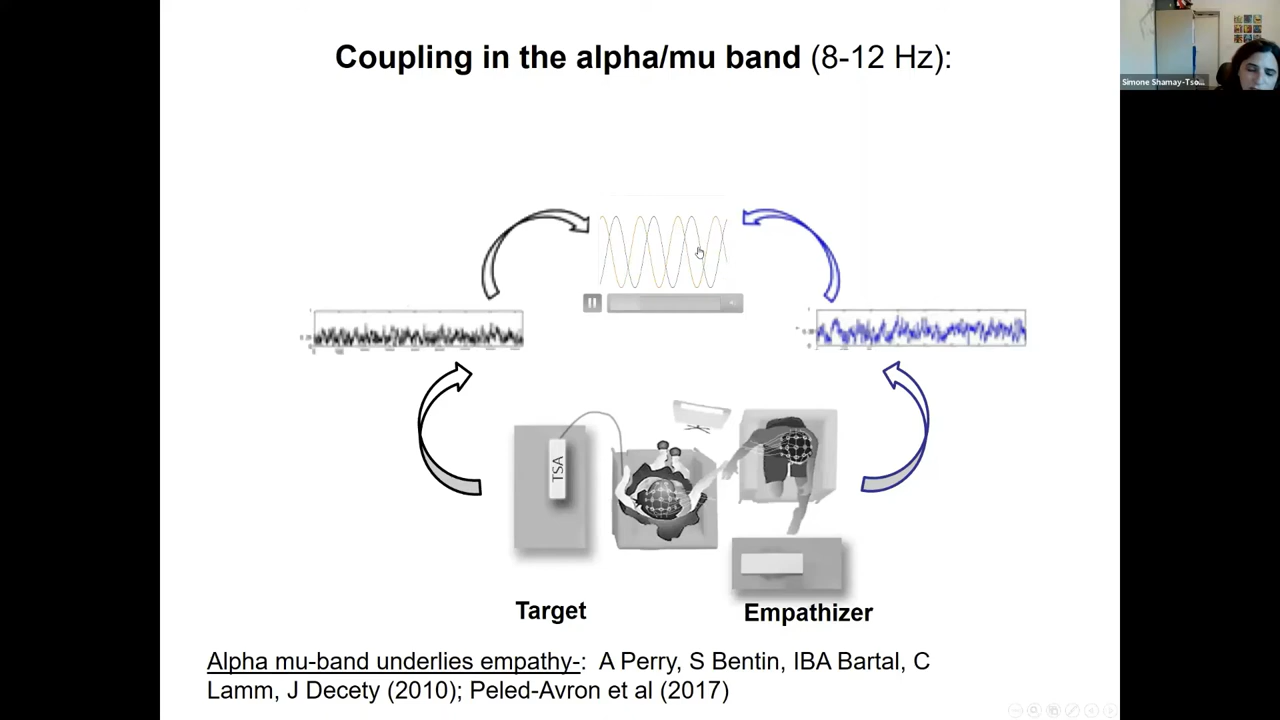 Coupling in the alpha/mu band (8-12 Hz):
Simone Shamay-Tso...
TSA
Target
Empathizer
Alpha mu-band underlies empathy-: A Perry, S Bentin, IBA Bartal, C
Lamm, J Decety (2010); Peled-Avron et al (2017)